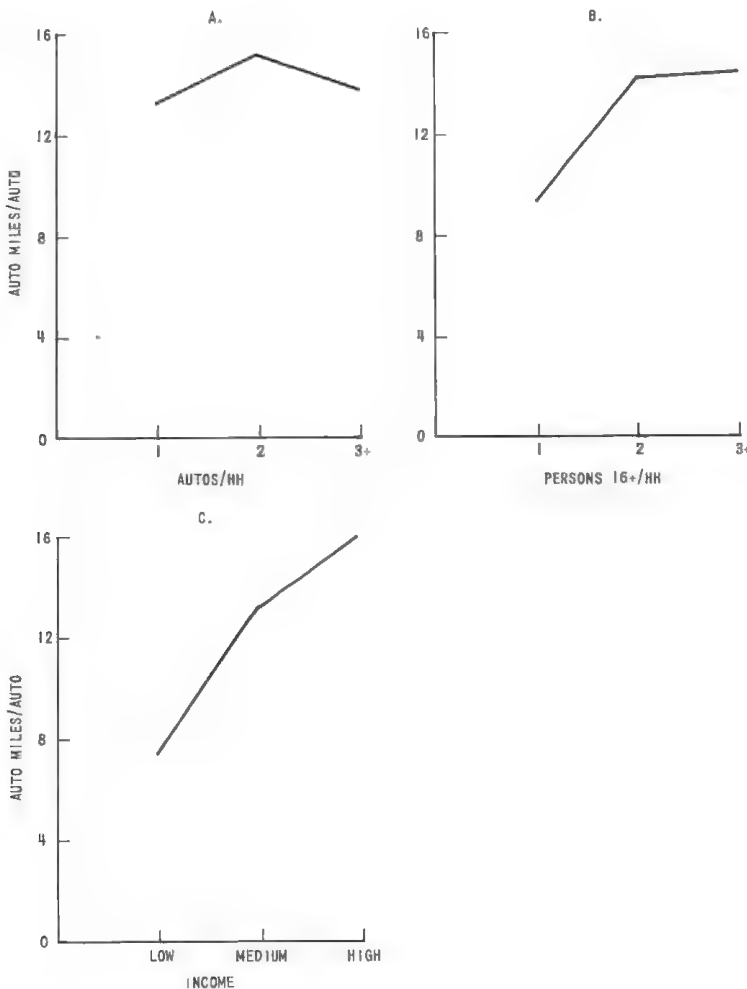 A.
16
12
8
4
0
AUTO MILES/AUTO
1 2 3+
AUTOS/HH
B.
16
12
8
4
0
1 2 3+
PERSONS 16+/HH
C.
16
12
8
4
0
AUTO MILES/AUTO
LOW MEDIUM HIGH
INCOME